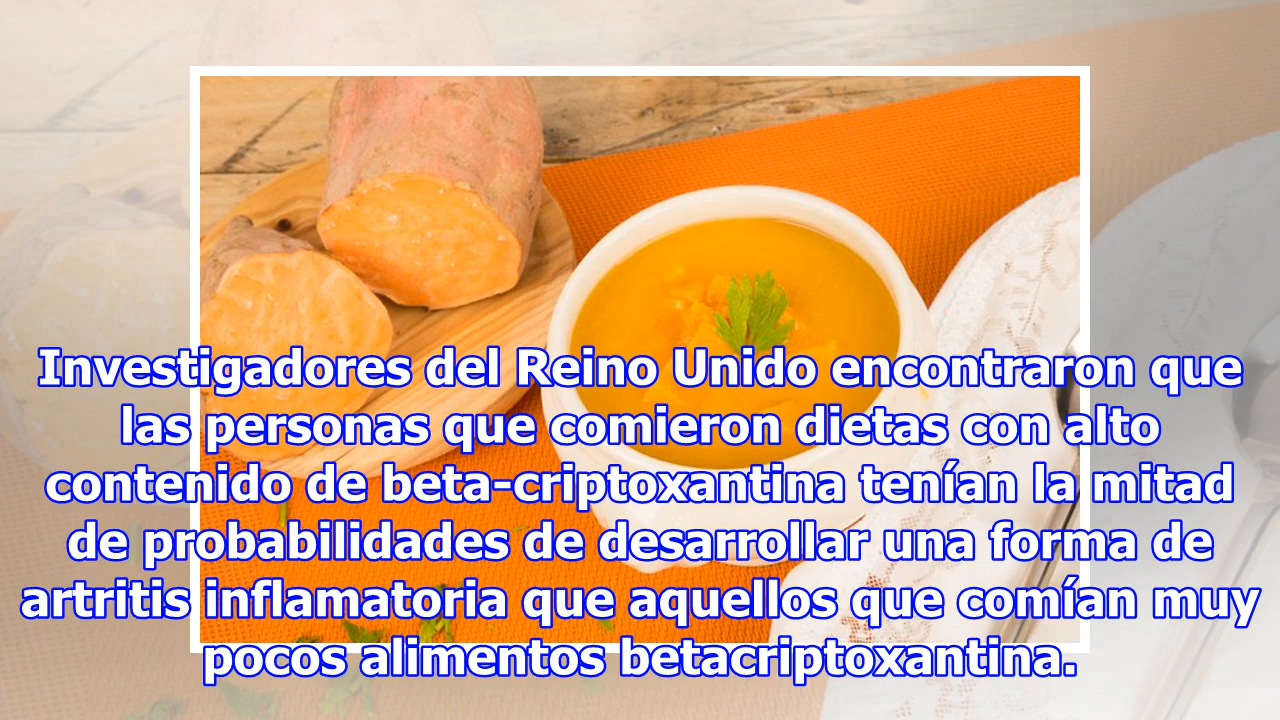 Investigadores del Reino Unido encontraron que
las personas que comieron dietas con alto
contenido de beta-criptoxantina tenían la mitad
de probabilidades de desarrollar una forma de
artritis inflamatoria que aquellos que comían muy
pocos alimentos betacriptoxantina.